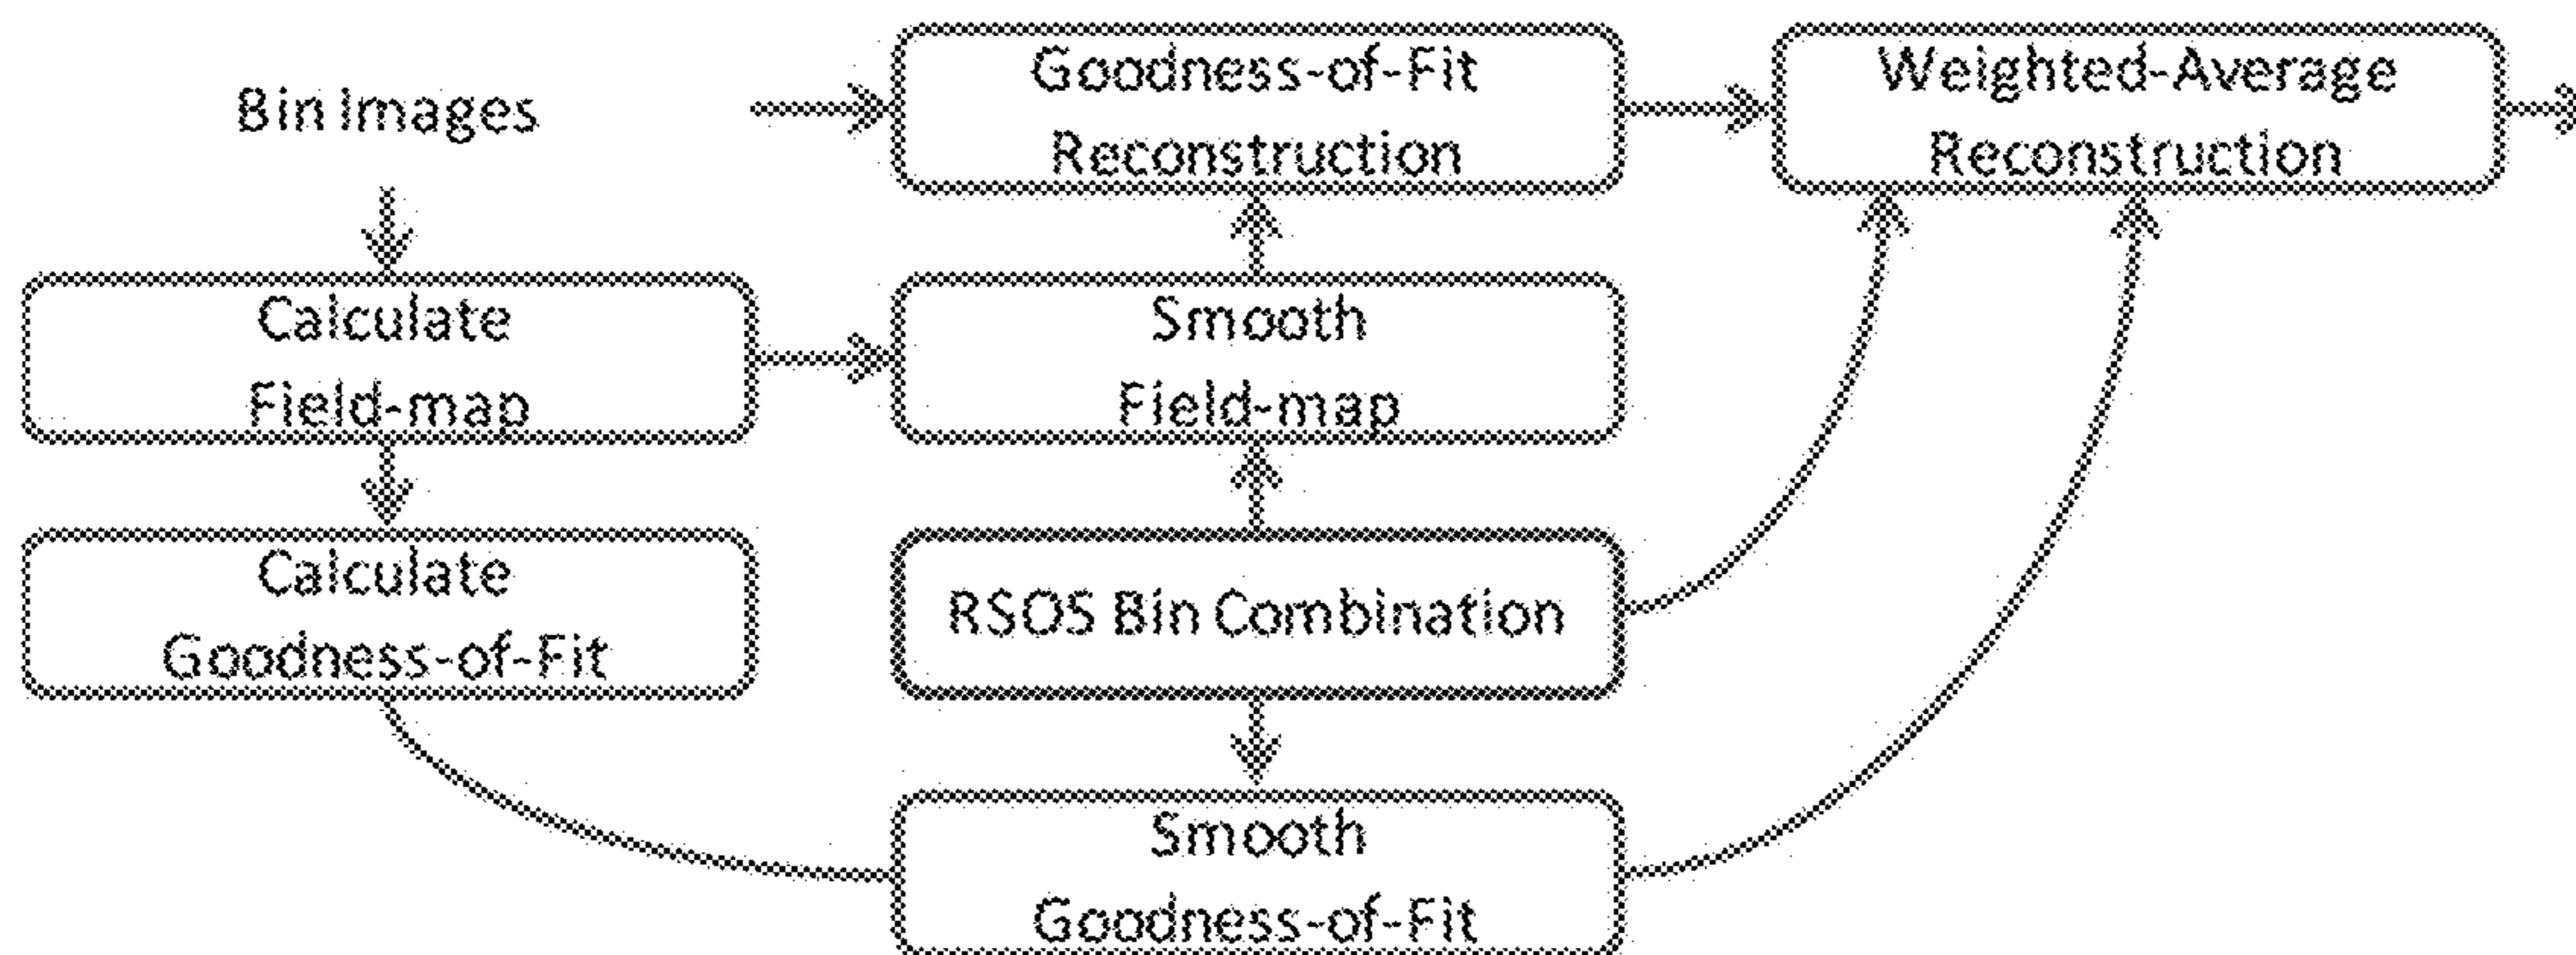 Bin Images
Goodness-of-Fit
Reconstruction
Weighted-Average
Reconstruction
Calculate
Field-map
Smooth
Field-map
Calculate
Goodness-of-Fit
RSOS Bin Combination
Smooth
Goodness-of-Fit